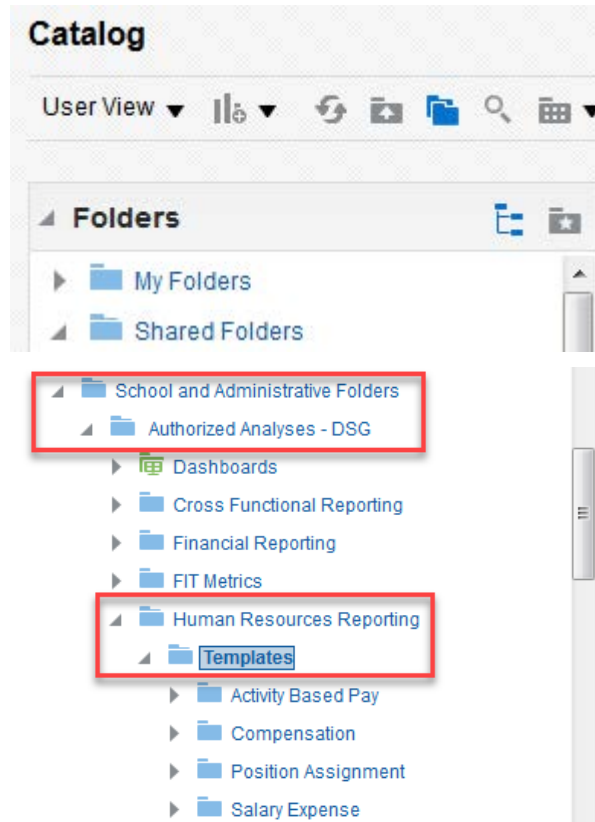 Catalog
User View
Folders
My Folders
Shared Folders
School and Administrative Folders
Authorized Analyses - DSG
Dashboards
Cross Functional Reporting
Financial Reporting
FIT Metrics
Human Resources Reporting
Templates
Activity Based Pay
Compensation
Position Assignment
Salary Expense